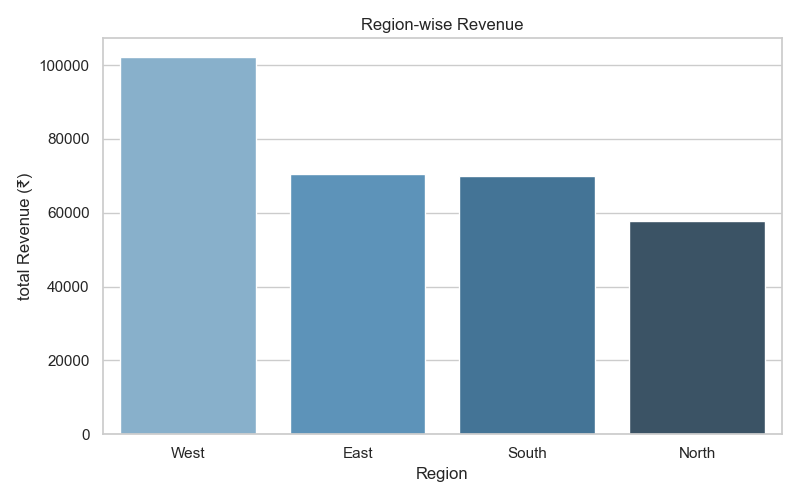 Region-wise Revenue
total Revenue (₹)
100000
80000
60000
40000
20000
0
West East South North
Region